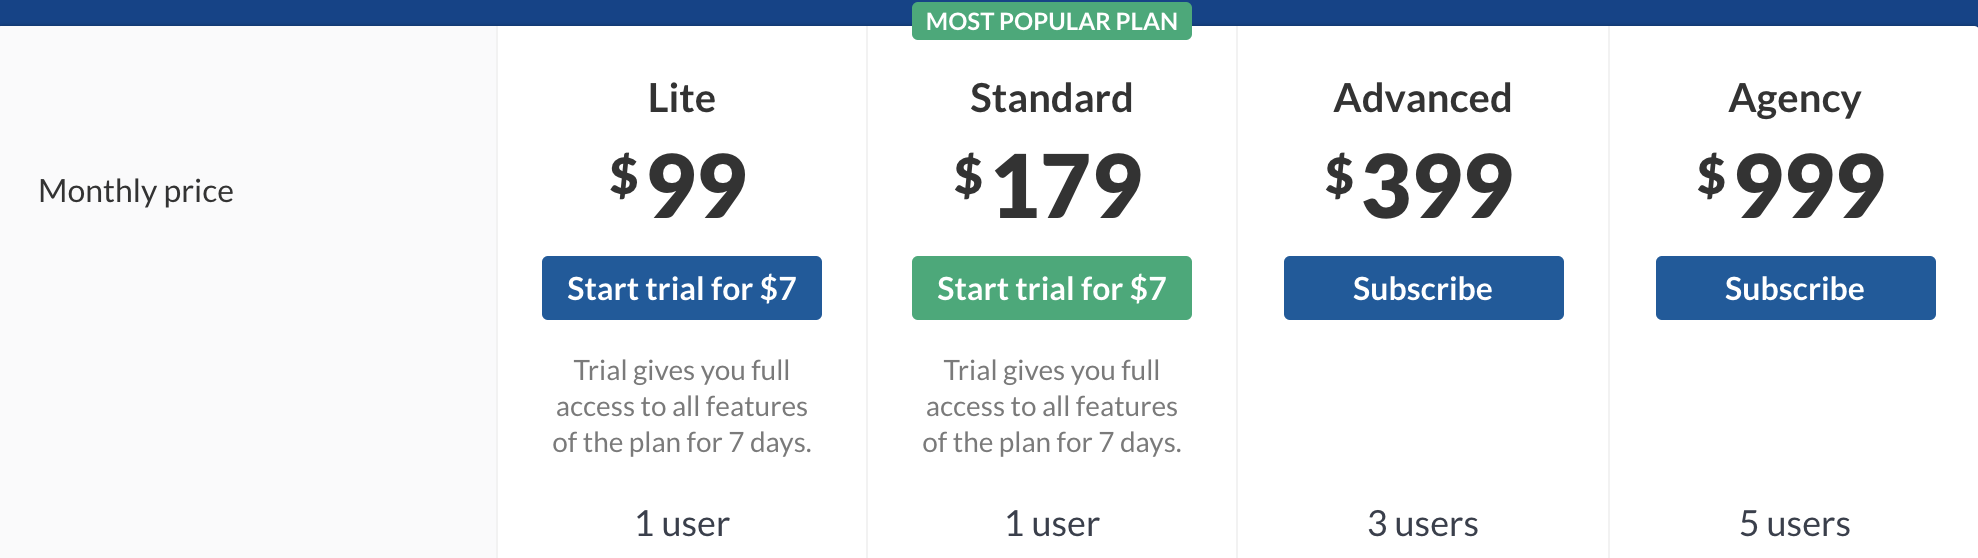 MOST POPULAR PLAN
Lite
Standard
Advanced
Agency
Monthly price
$99
$179
$399
$999
Start trial for $7
Start trial for $7
Subscribe
Subscribe
Trial gives you full
access to all features
of the plan for 7 days.
Trial gives you full
access to all features
of the plan for 7 days.
1 user
1 user
3 users
5 users